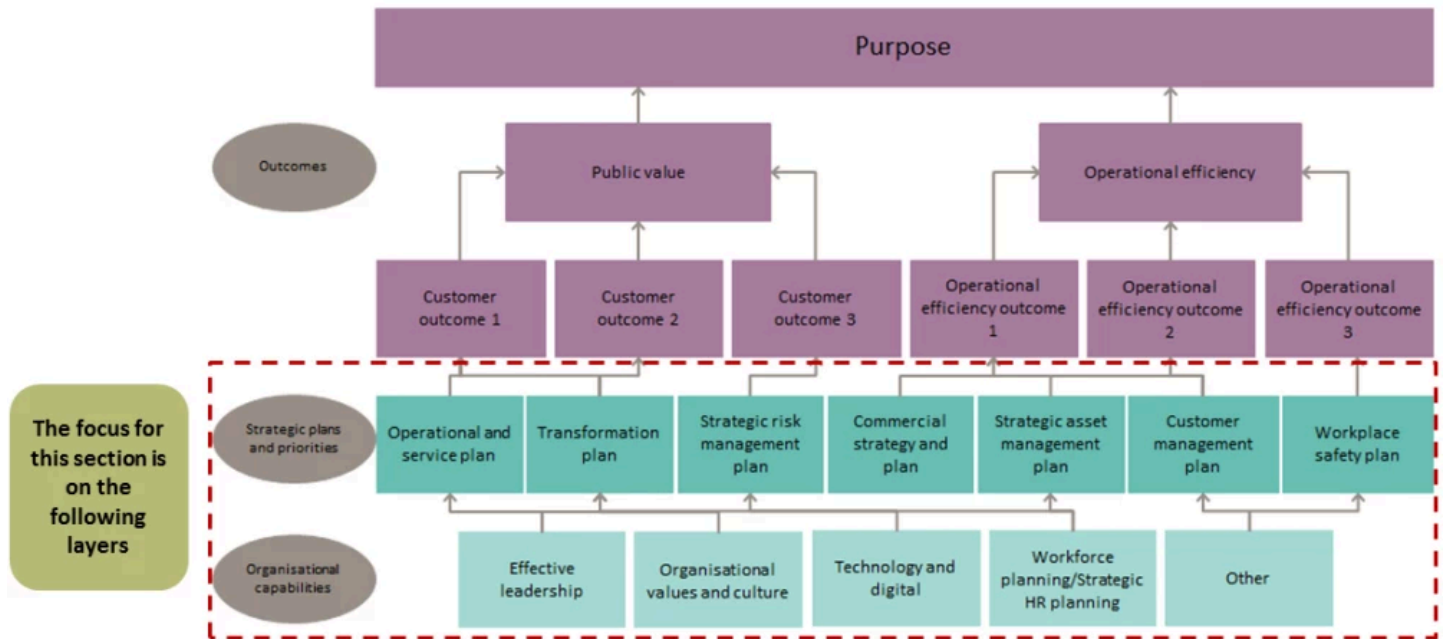 Purpose
Outcomes
Public value
Operational efficiency
Customer
outcome 1
Customer
outcome 2
Customer
outcome 3
Operational
efficiency outcome
1
Operational
efficiency outcome
2
Operational
efficiency outcome
3
The focus for
this section is
on the
following
layers
Strategic plans
and priorities
Operational and
service plan
Transformation
plan
Strategic risk
management
plan
Commercial
strategy and
plan
Strategic asset
management
plan
Customer
management
plan
Workplace
safety plan
Organisational
capabilities
Effective
leadership
Organisational
values and culture
Technology and
digital
Workforce
planning/Strategic
HR planning
Other